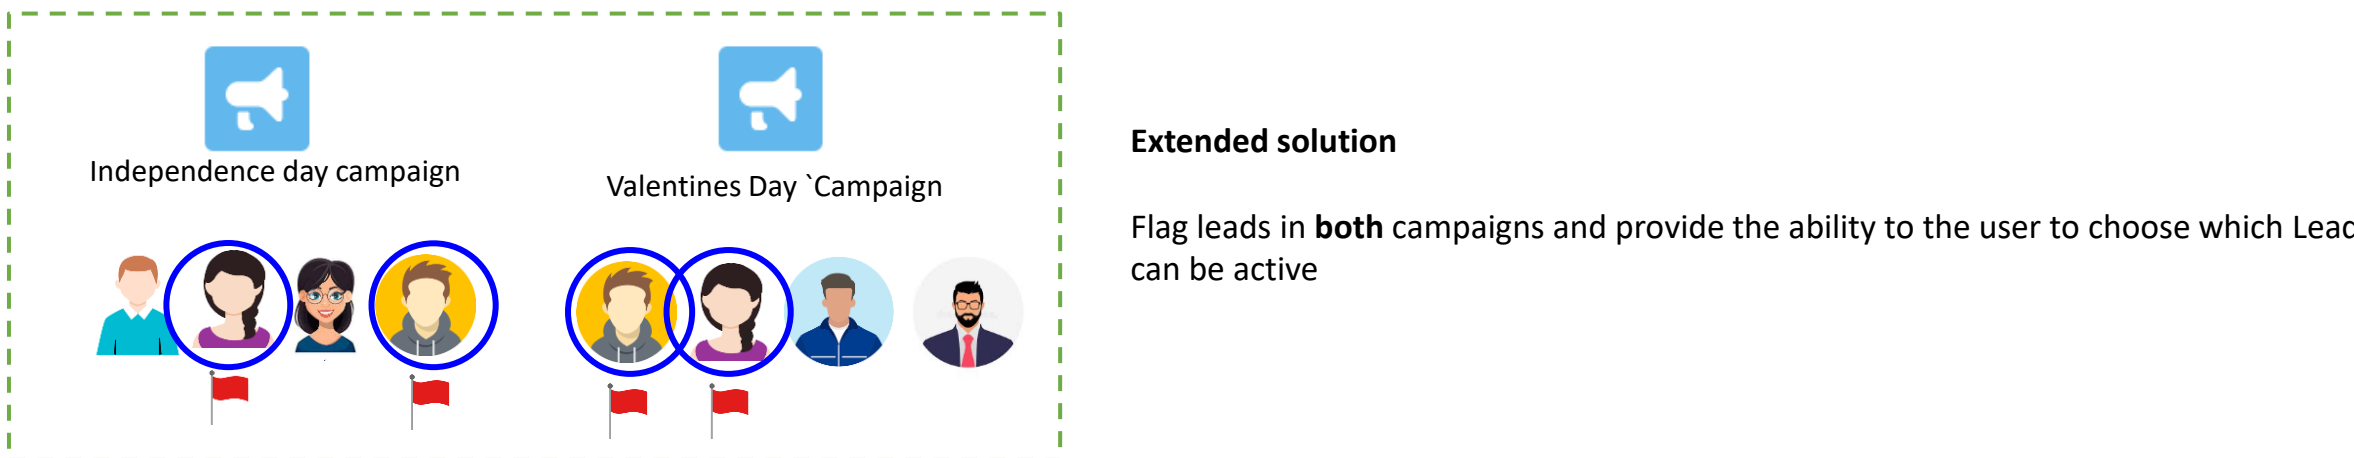 Independence day campaign
Valentines Day `Campaign
Extended solution
Flag leads in both campaigns and provide the ability to the user to choose which Lead
can be active